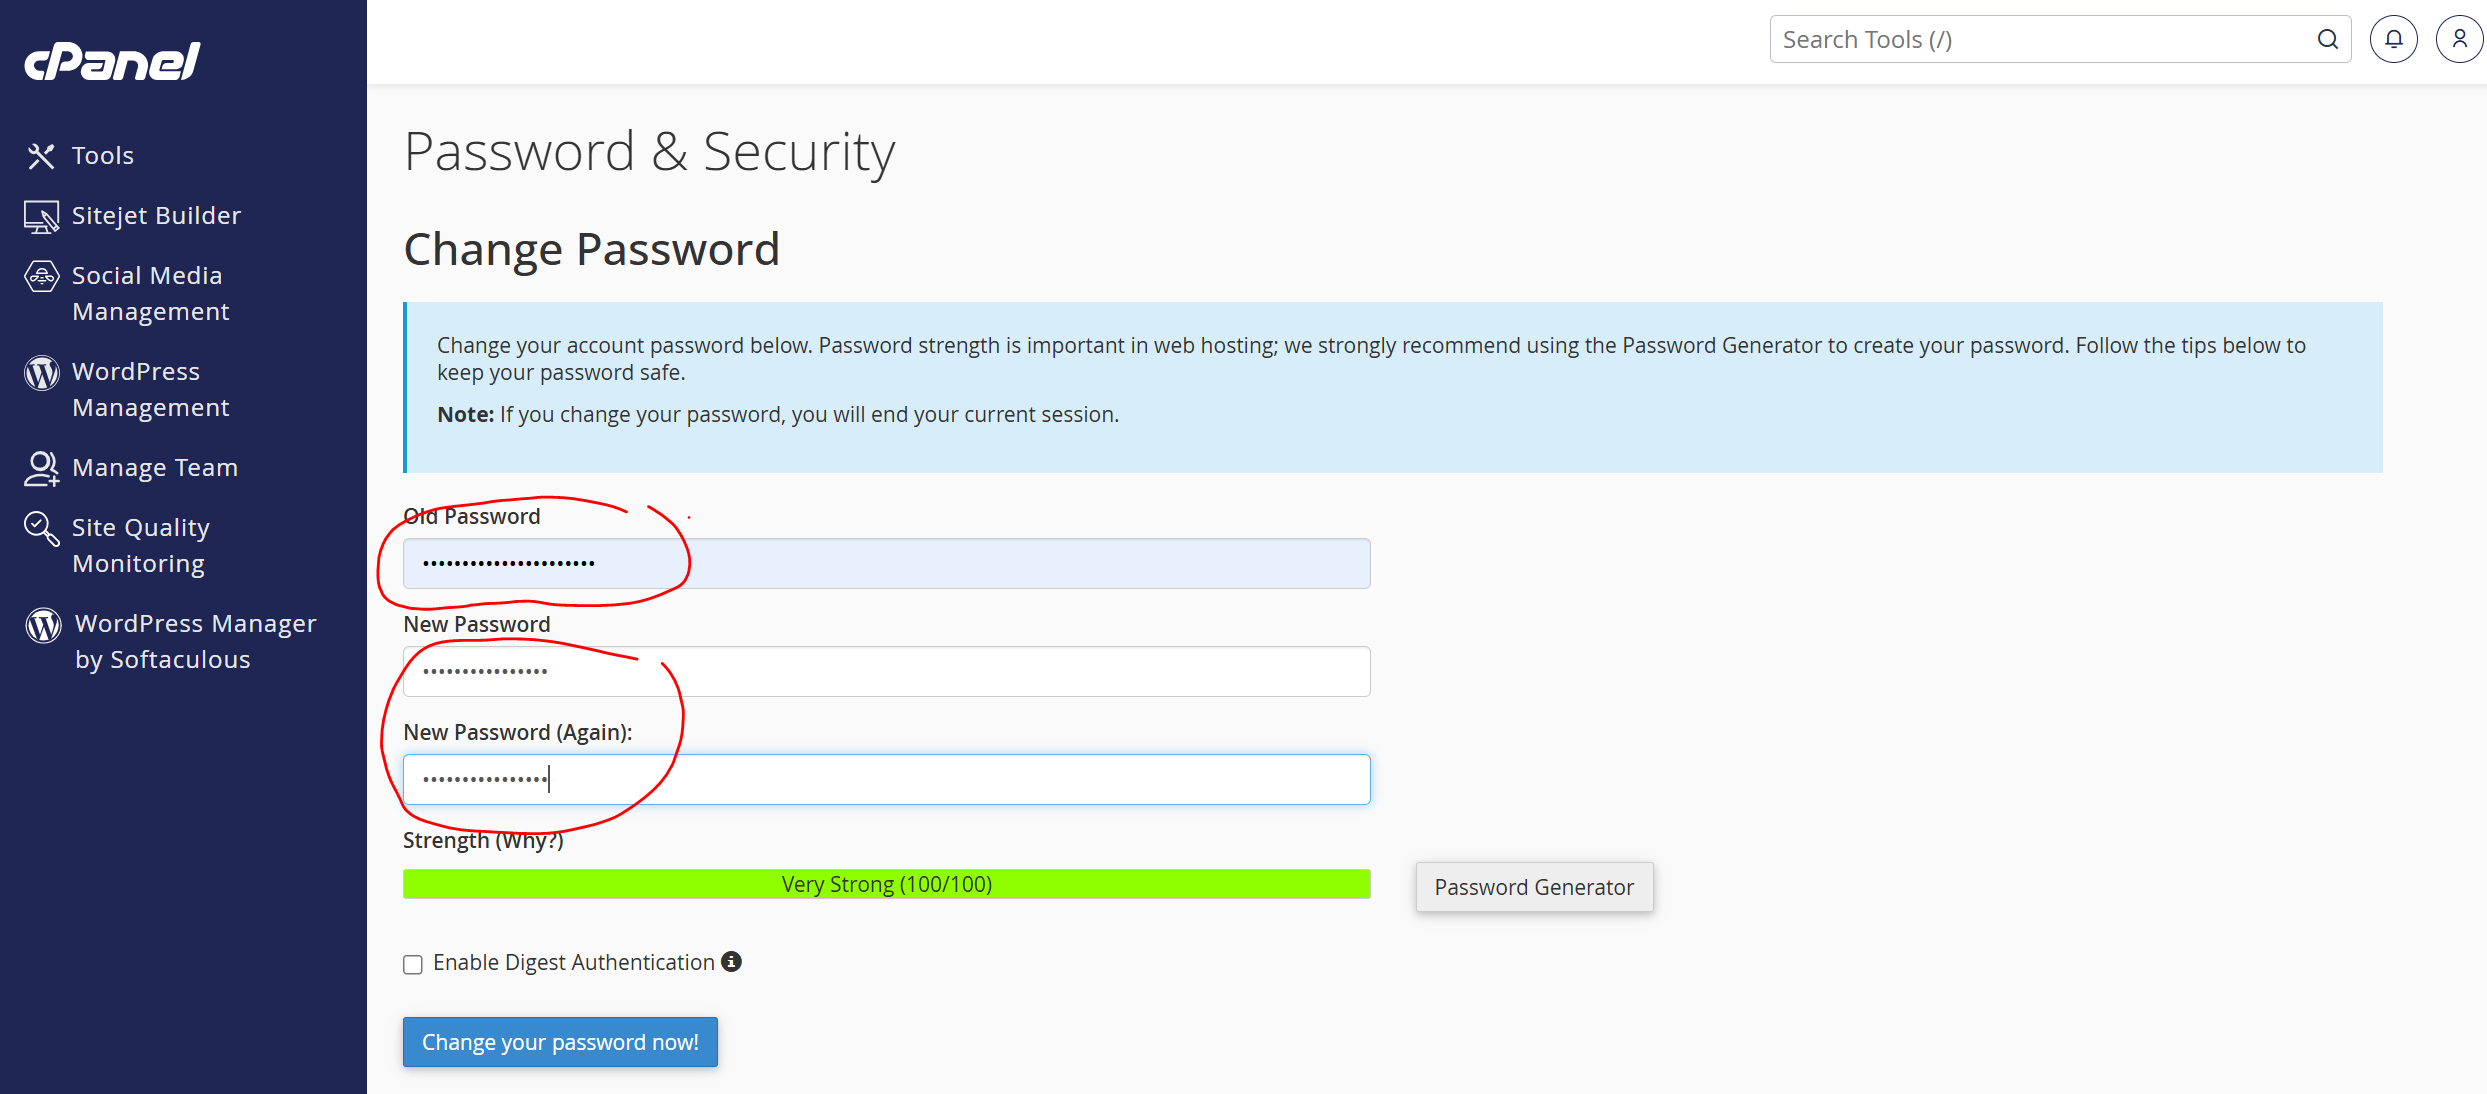 cPanel
Search Tools (/)
Tools
Sitejet Builder
Social Media
Management
WordPress
Management
Manage Team
Site Quality
Monitoring
WordPress Manager
by Softaculous
Password & Security
Change Password
Change your account password below. Password strength is important in web hosting; we strongly recommend using the Password Generator to create your password. Follow the tips below to
keep your password safe.
Note: If you change your password, you will end your current session.
Old Password
New Password
New Password (Again):
Strength (Why?)
Very Strong (100/100)
Password Generator
Enable Digest Authentication
Change your password now!